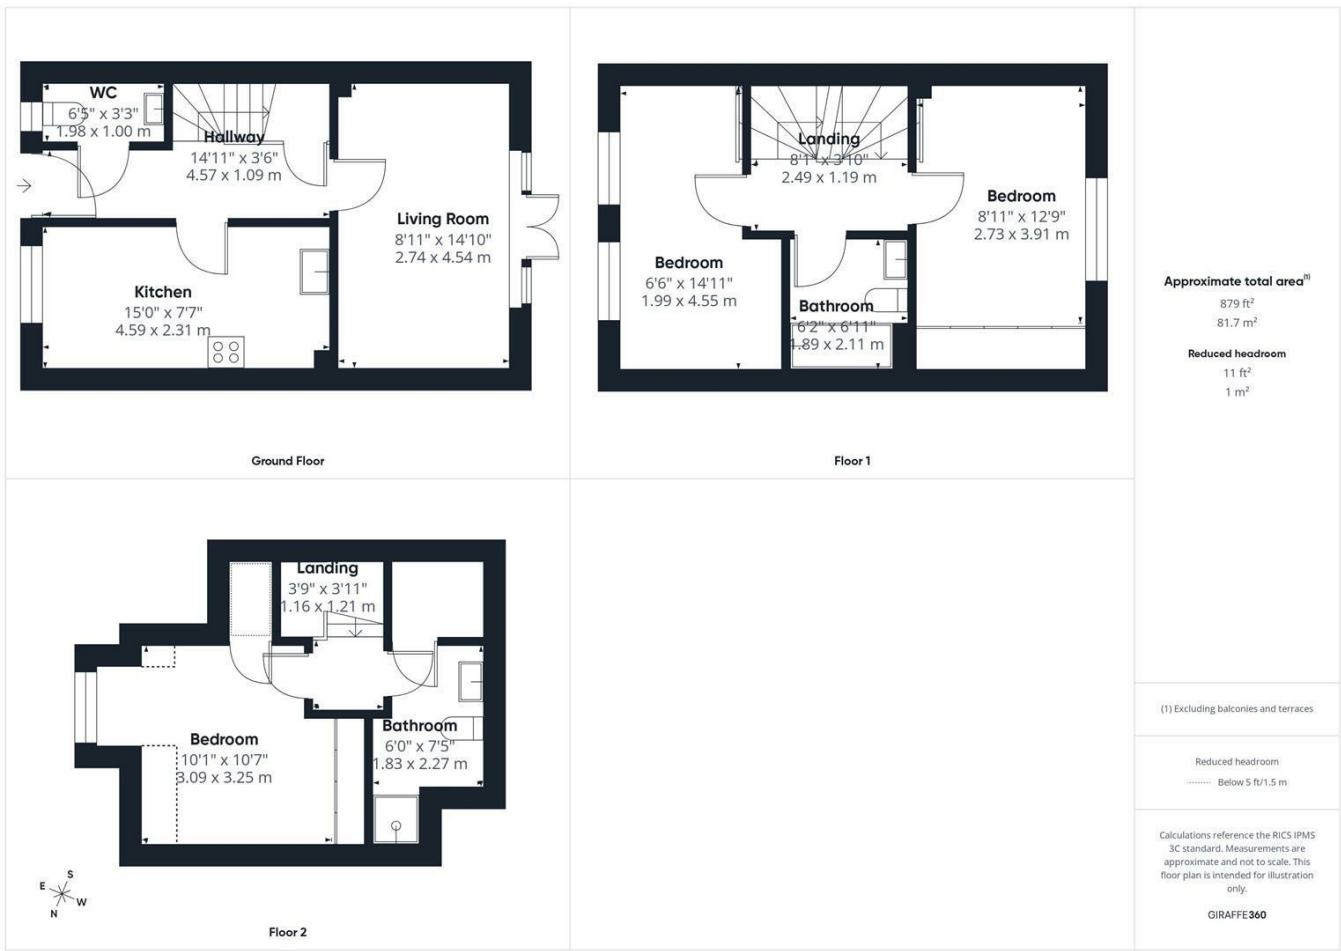 WC
6'5" x 3'3"
1.98 x 1.00 m
Hallway
14'11" x 3'6"
4.57 x 1.09 m
Living Room
8'11" x 14'10"
2.74 x 4.54 m
Kitchen
15'0" x 7'7"
4.59 x 2.31 m
Ground Floor
Landing
8'1" x 3'10"
2.49 x 1.19 m
Bedroom
8'11" x 12'9"
2.73 x 3.91 m
Bedroom
6'6" x 14'11"
1.99 x 4.55 m
Bathroom
6'2" x 6'11"
1.89 x 2.11 m
Floor 1
Landing
3'9" x 3'11"
1.16 x 1.21 m
Bedroom
10'1" x 10'7"
3.09 x 3.25 m
Bathroom
6'0" x 7'5"
1.83 x 2.27 m
S
E
W
N
Floor 2
Approximate total area(1)
879 ft²
81.7 m²
Reduced headroom
11 ft²
1 m²
(1) Excluding balconies and terraces
Reduced headroom
Below 5 ft/1.5 m
Calculations reference the RICS IPMS
3C standard. Measurements are
approximate and not to scale. This
floor plan is intended for illustration
only.
GIRAFFE360